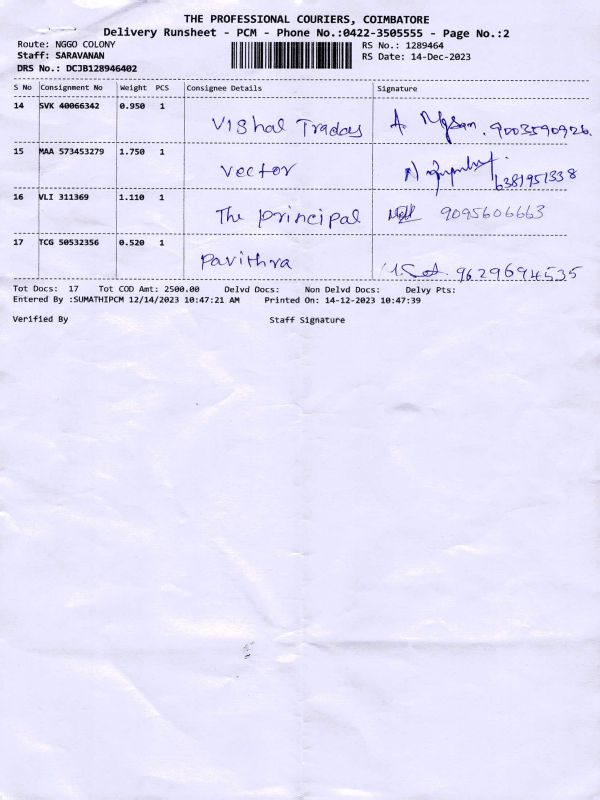 THE PROFESSIONAL COURIERS, COIMBATORE
Delivery Runsheet - PCM - Phone No.:0422-3505555 - Page No.:2
Route: NGGO COLONY RS No.: 1289464
Staff: SARAVANAN RS Date: 14-Dec-2023
DRS No.: DCJB128946402
S No Consignment No Weight PCS Consignee Details Signature
14 SVK 40066342 0.950 1
Vishal Tradas 9003590926.
15 MAA 573453279 1.750 1
Vector 6381951338
16 VLI 311369 1.110 1
The principal 9095606663
17 TCG 50532356 0.520 1
Pavithra 9629694535
Tot Docs: 17 Tot COD Amt: 2500.00 Delvd Docs: Non Delvd Docs: Delvy Pts:
Entered By :SUMATHIPCM 12/14/2023 10:47:21 AM Printed On: 14-12-2023 10:47:39
Verified By Staff Signature